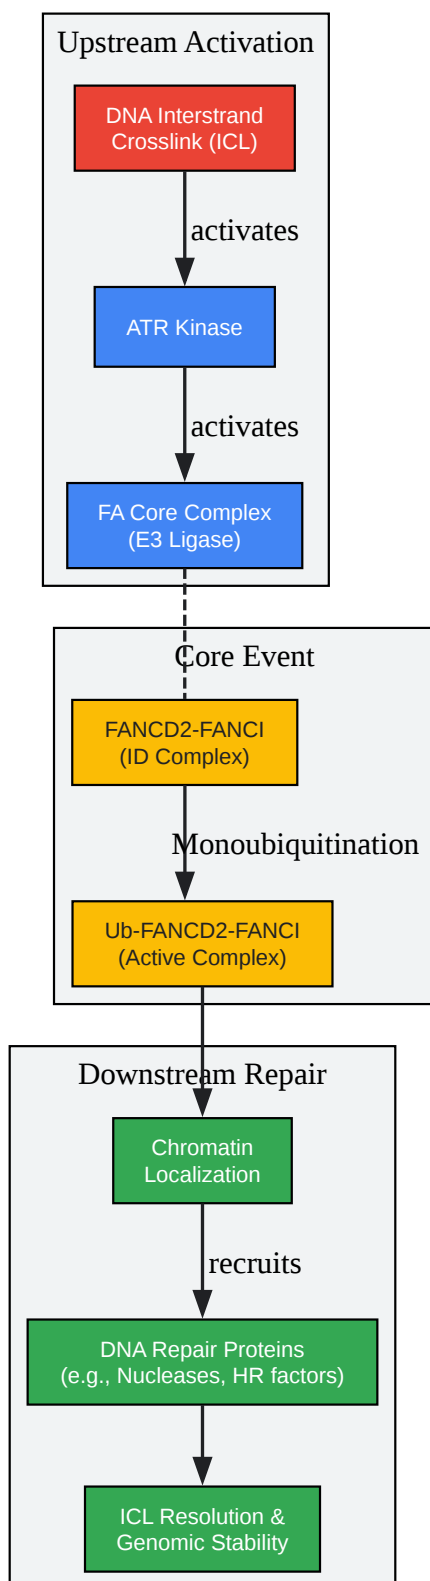 Upstream Activation
DNA Interstrand
Crosslink (ICL)
activates
ATR Kinase
activates
FA Core Complex
(E3 Ligase)
Core Event
FANCD2-FANCI
(ID Complex)
Monoubiquitination
Ub-FANCD2-FANCI
(Active Complex)
Downstream Repair
Chromatin
Localization
recruits
DNA Repair Proteins
(e.g., Nucleases, HR factors)
ICL Resolution &
Genomic Stability